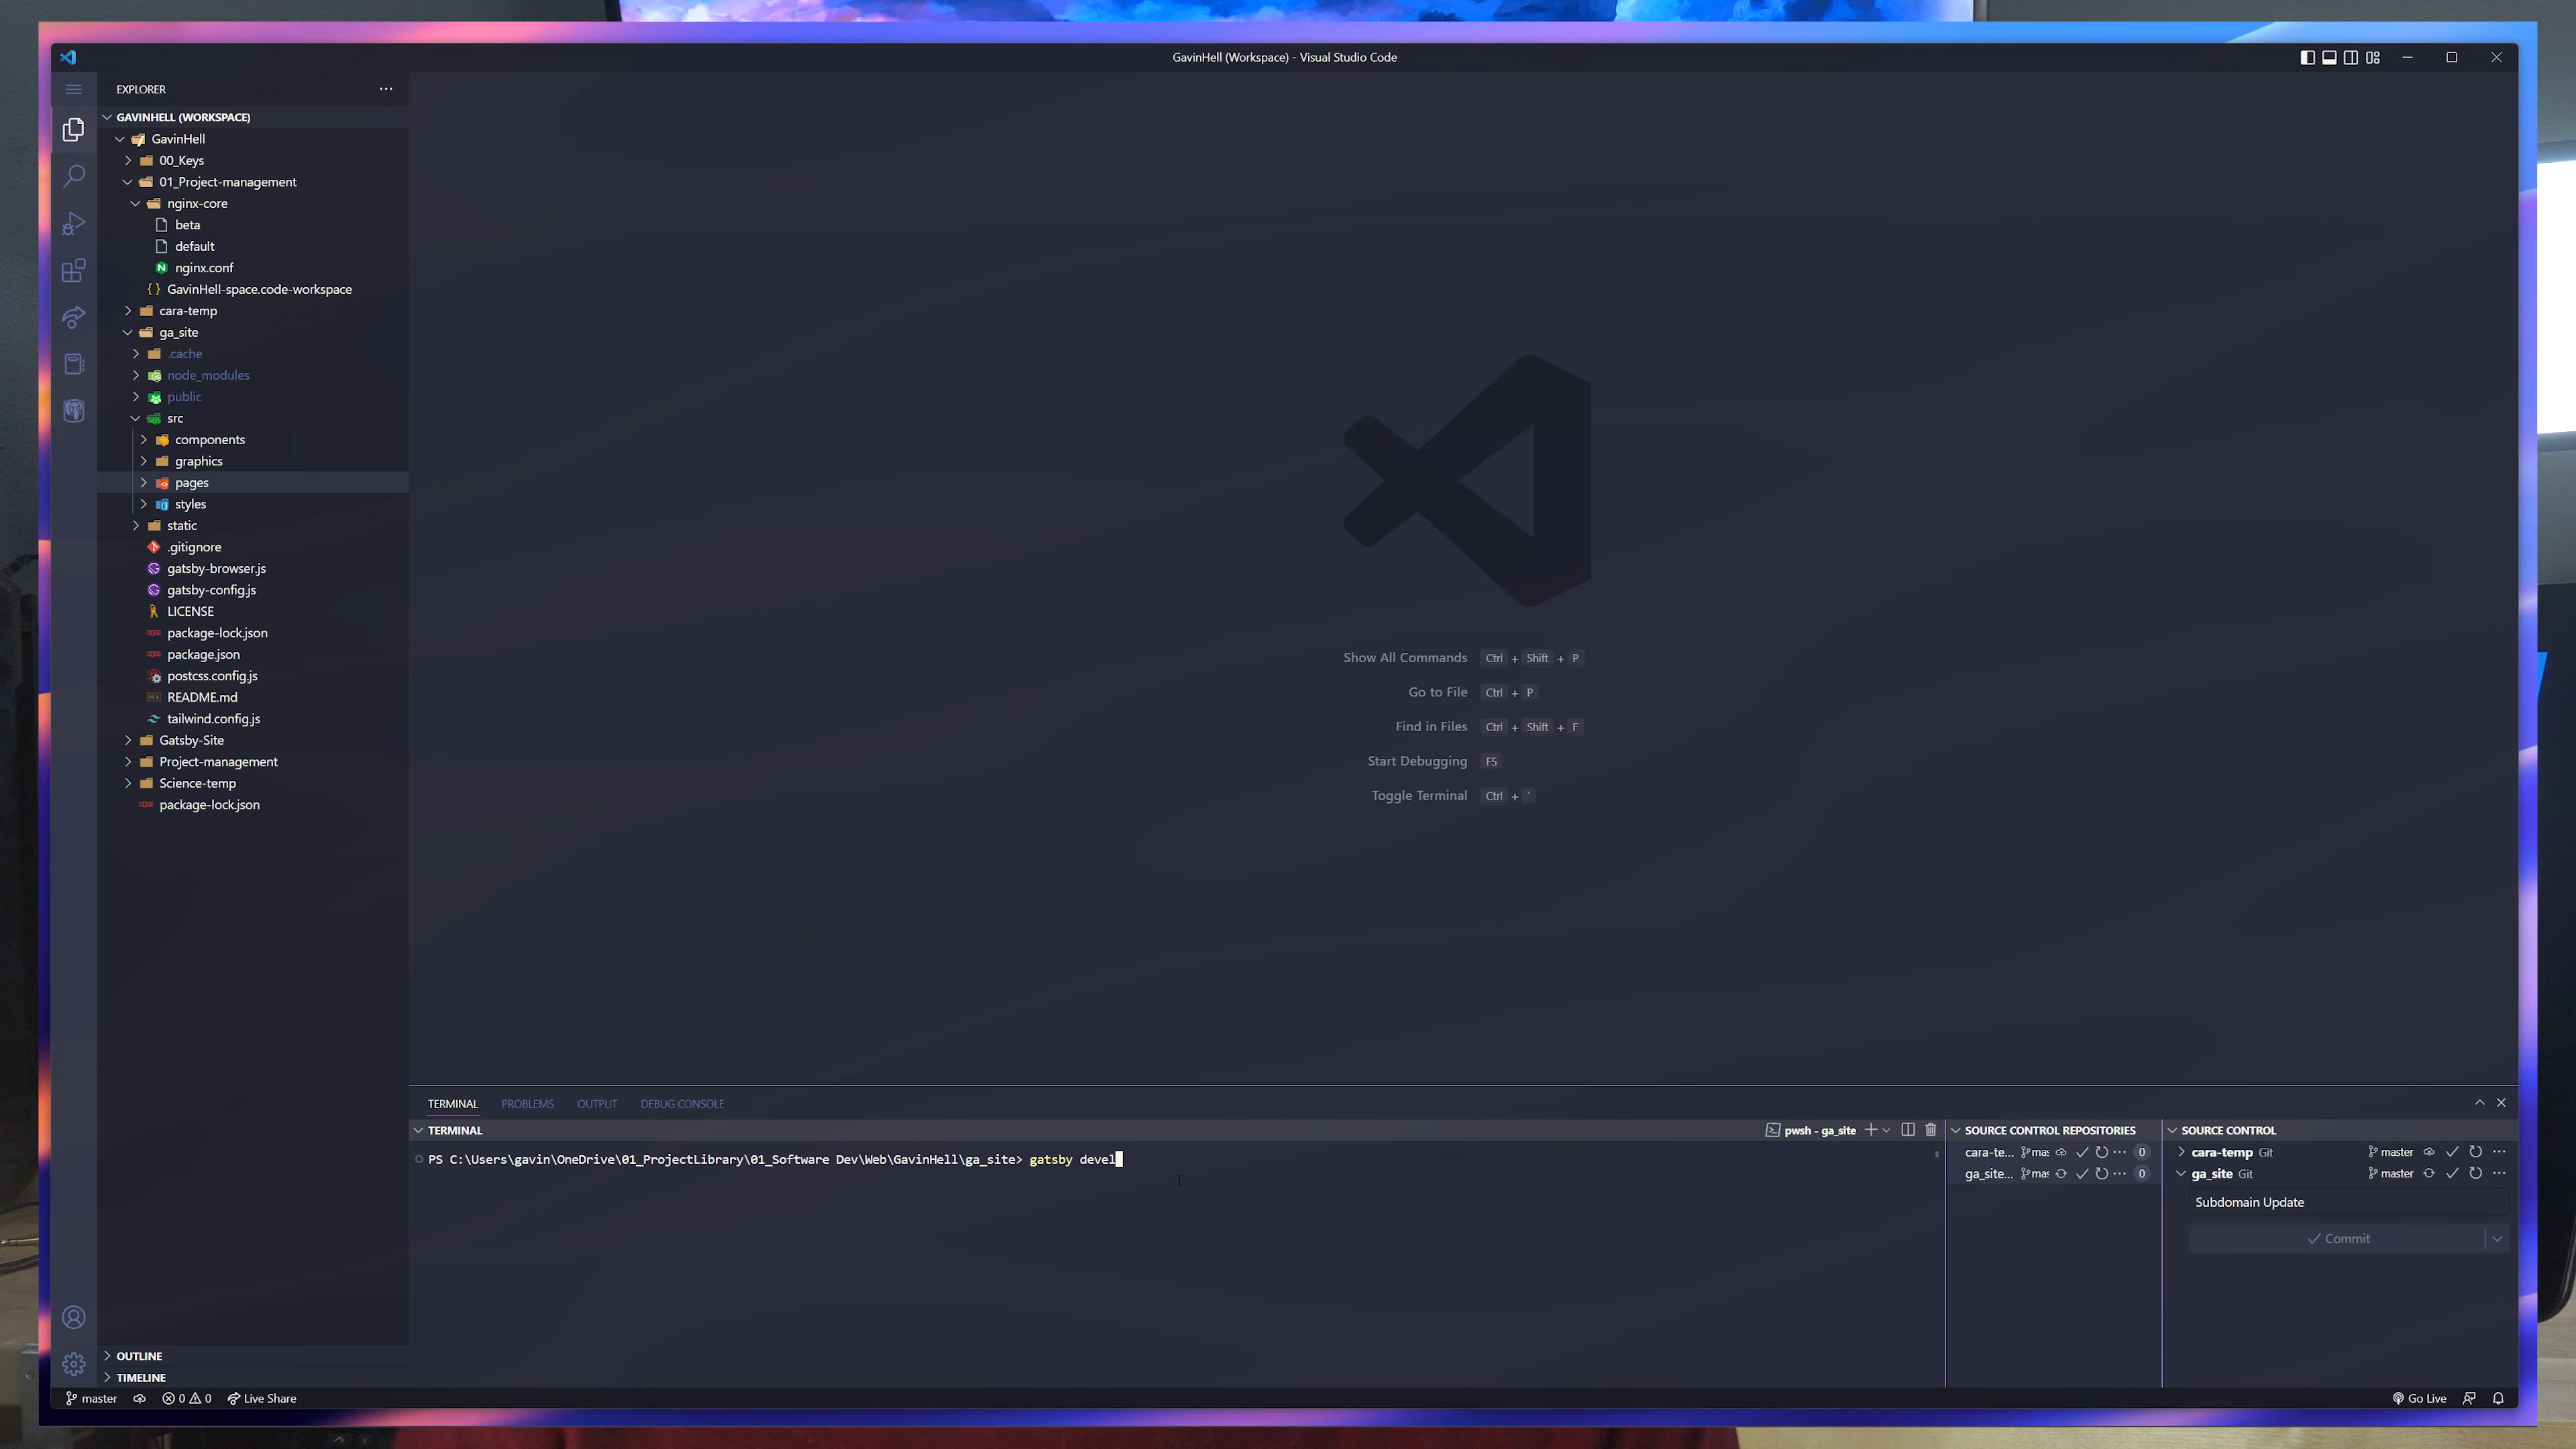 GavinHell (Workspace) - Visual Studio Code
EXPLORER
GAVINHELL (WORKSPACE)
GavinHell
00_Keys
01_Project-management
nginx-core
beta
default
nginx.conf
GavinHell-space.code-workspace
cara-temp
ga_site
.cache
node_modules
public
src
components
graphics
pages
styles
static
.gitignore
gatsby-browser.js
gatsby-config.js
LICENSE
package-lock.json
package.json
postcss.config.js
README.md
tailwind.config.js
Gatsby-Site
Project-management
Science-temp
package-lock.json
OUTLINE
TIMELINE
Show All Commands Ctrl + Shift + P
Go to File Ctrl + P
Find in Files Ctrl + Shift + F
Start Debugging F5
Toggle Terminal Ctrl + `
TERMINAL PROBLEMS OUTPUT DEBUG CONSOLE
TERMINAL
pwsh - ga_site
PS C:\Users\gavin\OneDrive\01_ProjectLibrary\01_Software Dev\Web\GavinHell\ga_site> gatsby devel
SOURCE CONTROL REPOSITORIES
cara-te... mas 0
ga_site... mas 0
SOURCE CONTROL
cara-temp Git master
ga_site Git master
Subdomain Update
Commit
master 0 0 Live Share
Go Live